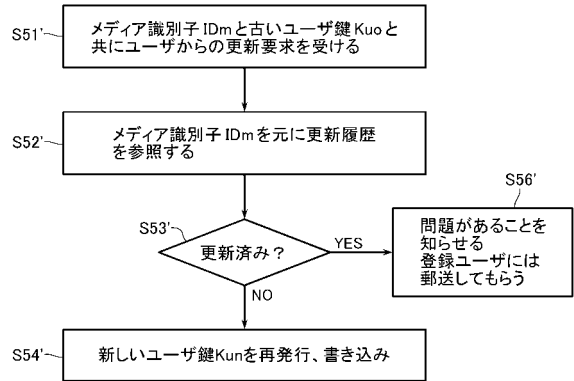 S51'
メディア識別子IDmと古いユーザ鍵Kuoと
共にユーザからの更新要求を受ける
S52'
メディア識別子IDmを元に更新履歴
を参照する
S53'
更新済み？
YES
NO
S56'
問題があることを
知らせる
登録ユーザには
郵送してもらう
S54'
新しいユーザ鍵Kunを再発行、書き込み